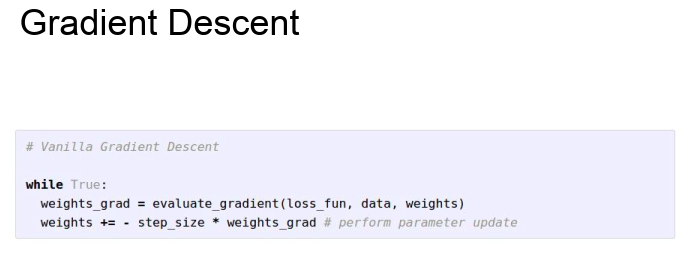 Gradient Descent
# Vanilla Gradient Descent
while True:
weights_grad = evaluate_gradient(loss_fun, data, weights)
weights += - step_size * weights_grad # perform parameter update